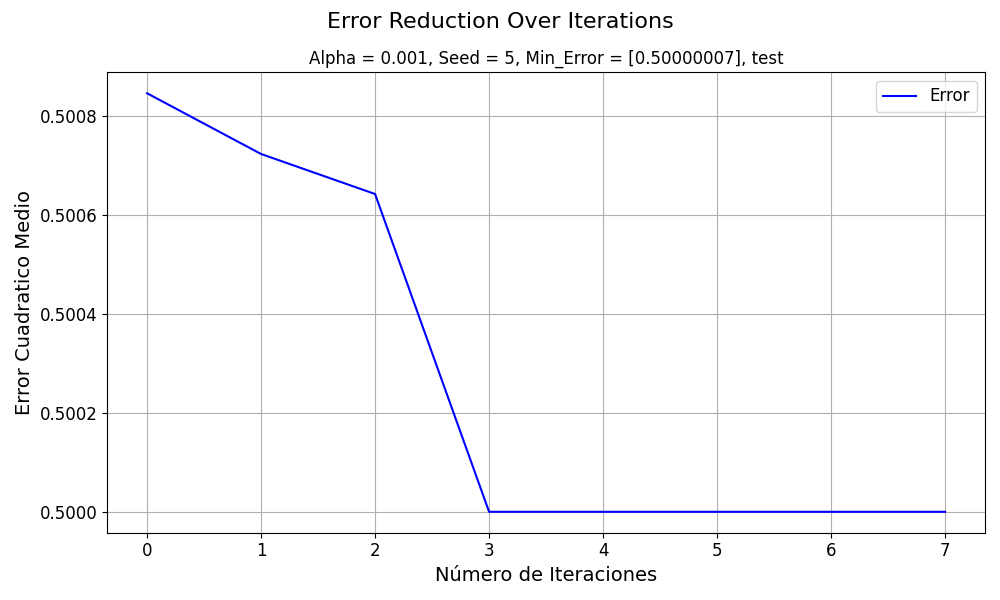 Error Reduction Over Iterations
Alpha = 0.001, Seed = 5, Min_Error = [0.50000007], test
Error
0.5008
0.5006
0.5004
0.5002
0.5000
Error Cuadratico Medio
0 1 2 3 4 5 6 7
Número de Iteraciones